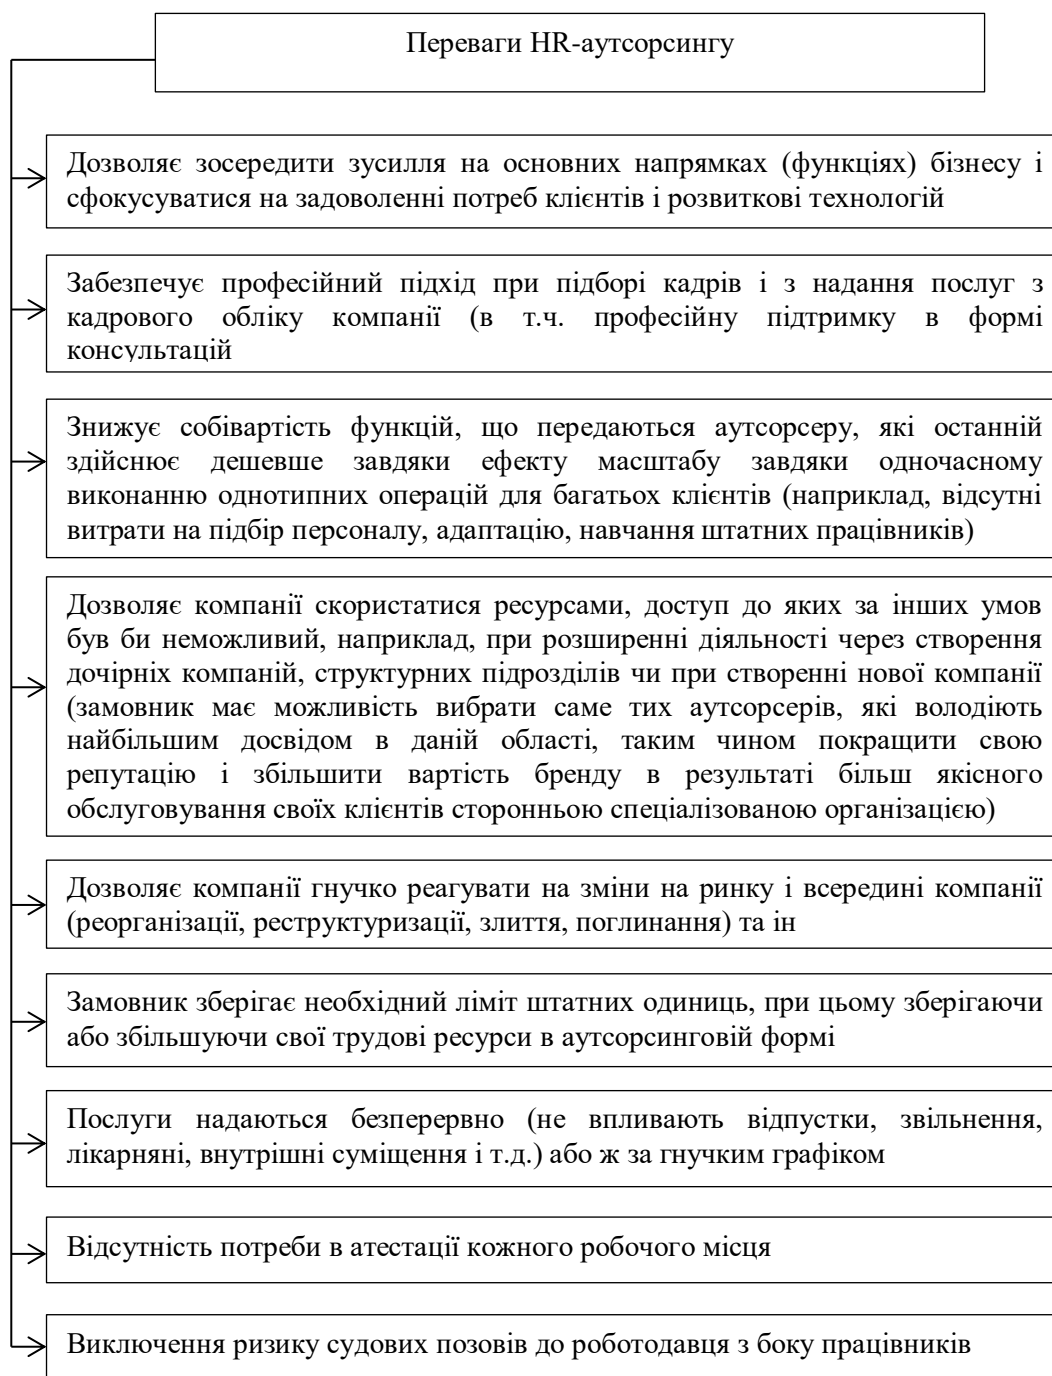 Переваги HR-аутсорсингу
Дозволяє зосередити зусилля на основних напрямках (функціях) бізнесу і
сфокусуватися на задоволенні потреб клієнтів і розвиткові технологій
Забезпечує професійний підхід при підборі кадрів і з надання послуг з
кадрового обліку компанії (в т.ч. професійну підтримку в формі
консультацій
Знижує собівартість функцій, що передаються аутсорсеру, які останній
здійснює дешевше завдяки ефекту масштабу завдяки одночасному
виконанню однотипних операцій для багатьох клієнтів (наприклад, відсутні
витрати на підбір персоналу, адаптацію, навчання штатних працівників)
Дозволяє компанії скористатися ресурсами, доступ до яких за інших умов
був би неможливий, наприклад, при розширенні діяльності через створення
дочірніх компаній, структурних підрозділів чи при створенні нової компанії
(замовник має можливість вибрати саме тих аутсорсерів, які володіють
найбільшим досвідом в даній області, таким чином покращити свою
репутацію і збільшити вартість бренду в результаті більш якісного
обслуговування своїх клієнтів сторонньою спеціалізованою організацією)
Дозволяє компанії гнучко реагувати на зміни на ринку і всередині компанії
(реорганізації, реструктуризації, злиття, поглинання) та ін
Замовник зберігає необхідний ліміт штатних одиниць, при цьому зберігаючи
або збільшуючи свої трудові ресурси в аутсорсинговій формі
Послуги надаються безперервно (не впливають відпустки, звільнення,
лікарняні, внутрішні суміщення і т.д.) або ж за гнучким графіком
Відсутність потреби в атестації кожного робочого місця
Виключення ризику судових позовів до роботодавця з боку працівників